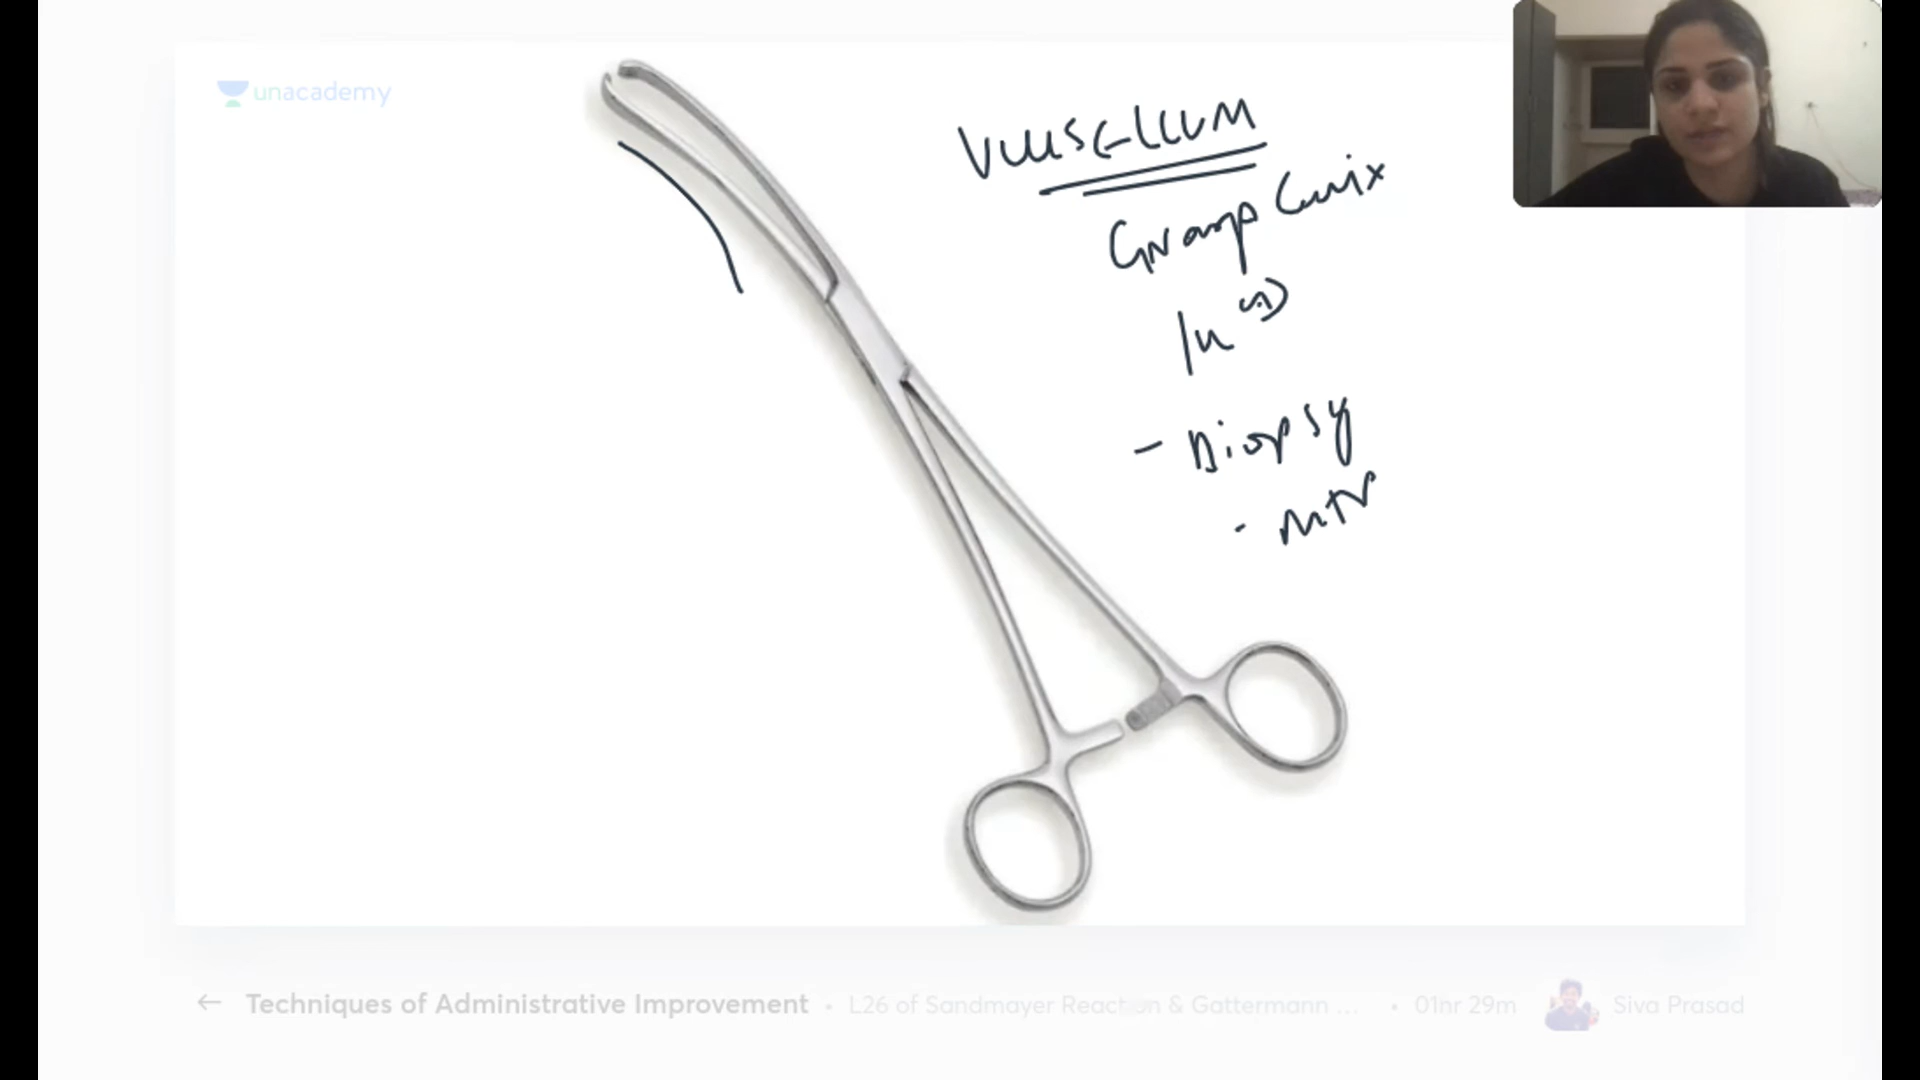 unacademy
Vulsellum
Grasp Cervix
- Biopsy
- MTP
← Techniques of Administrative Improvement • L26 of Sandmayer Reaction & Gattermann ... • 01hr 29m Siva Prasad